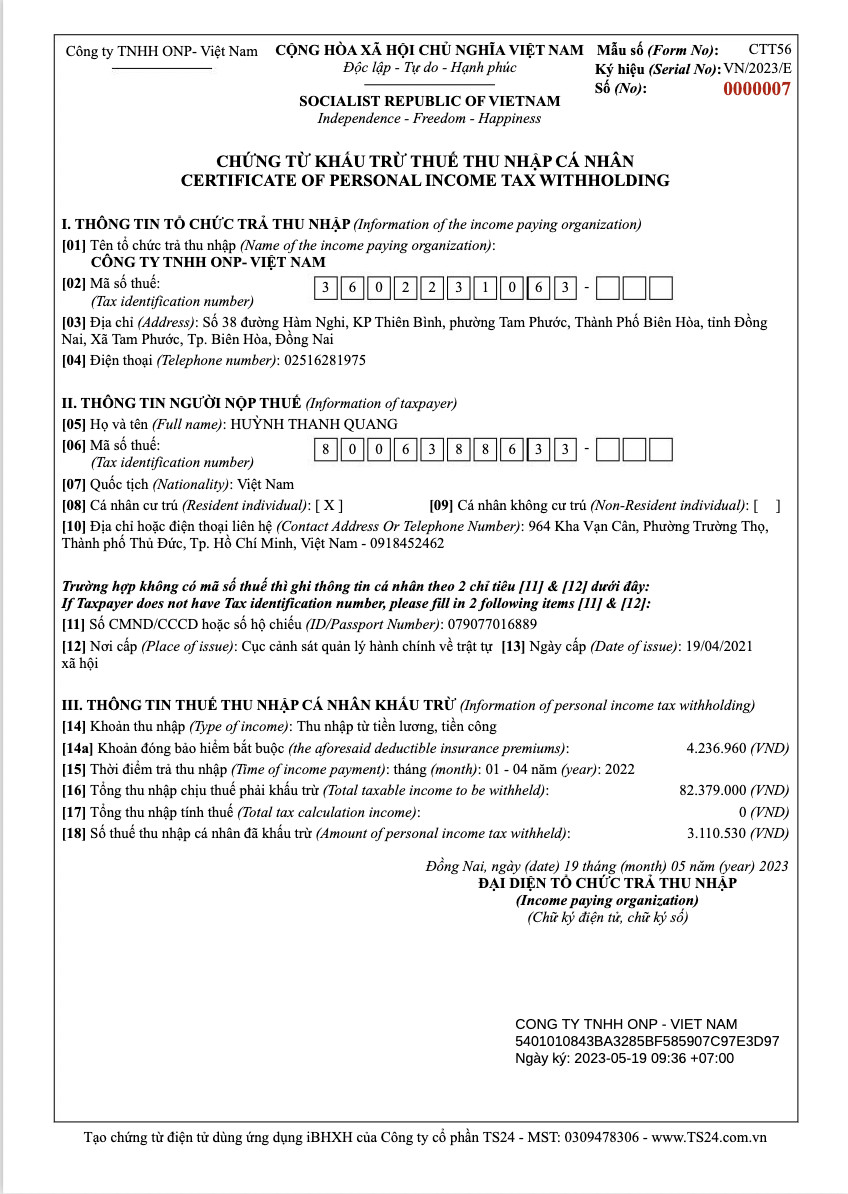 Công ty TNHH ONP- Việt Nam
CỘNG HÒA XÃ HỘI CHỦ NGHĨA VIỆT NAM
Độc lập - Tự do - Hạnh phúc
SOCIALIST REPUBLIC OF VIETNAM
Independence - Freedom - Happiness
Mẫu số (Form No): CTT56
Ký hiệu (Serial No): VN/2023/E
Số (No): 0000007
CHỨNG TỪ KHẤU TRỪ THUẾ THU NHẬP CÁ NHÂN
CERTIFICATE OF PERSONAL INCOME TAX WITHHOLDING
I. THÔNG TIN TỔ CHỨC TRẢ THU NHẬP (Information of the income paying organization)
[01] Tên tổ chức trả thu nhập (Name of the income paying organization):
CÔNG TY TNHH ONP- VIỆT NAM
[02] Mã số thuế: 3 6 0 2 2 3 1 0 6 3 -
(Tax identification number)
[03] Địa chỉ (Address): Số 38 đường Hàm Nghi, KP Thiên Bình, phường Tam Phước, Thành Phố Biên Hòa, tỉnh Đồng
Nai, Xã Tam Phước, Tp. Biên Hòa, Đồng Nai
[04] Điện thoại (Telephone number): 02516281975
II. THÔNG TIN NGƯỜI NỘP THUẾ (Information of taxpayer)
[05] Họ và tên (Full name): HUỲNH THANH QUANG
[06] Mã số thuế: 8 0 0 6 3 8 8 6 3 3 -
(Tax identification number)
[07] Quốc tịch (Nationality): Việt Nam
[08] Cá nhân cư trú (Resident individual): [ X ] [09] Cá nhân không cư trú (Non-Resident individual): [ ]
[10] Địa chỉ hoặc điện thoại liên hệ (Contact Address Or Telephone Number): 964 Kha Vạn Cân, Phường Trường Thọ,
Thành phố Thủ Đức, Tp. Hồ Chí Minh, Việt Nam - 0918452462
Trường hợp không có mã số thuế thì ghi thông tin cá nhân theo 2 chỉ tiêu [11] & [12] dưới đây:
If Taxpayer does not have Tax identification number, please fill in 2 following items [11] & [12]:
[11] Số CMND/CCCD hoặc số hộ chiếu (ID/Passport Number): 079077016889
[12] Nơi cấp (Place of issue): Cục cảnh sát quản lý hành chính về trật tự [13] Ngày cấp (Date of issue): 19/04/2021
xã hội
III. THÔNG TIN THUẾ THU NHẬP CÁ NHÂN KHẤU TRỪ (Information of personal income tax withholding)
[14] Khoản thu nhập (Type of income): Thu nhập từ tiền lương, tiền công
[14a] Khoản đóng bảo hiểm bắt buộc (the aforesaid deductible insurance premiums): 4.236.960 (VND)
[15] Thời điểm trả thu nhập (Time of income payment): tháng (month): 01 - 04 năm (year): 2022
[16] Tổng thu nhập chịu thuế phải khấu trừ (Total taxable income to be withheld): 82.379.000 (VND)
[17] Tổng thu nhập tính thuế (Total tax calculation income): 0 (VND)
[18] Số thuế thu nhập cá nhân đã khấu trừ (Amount of personal income tax withheld): 3.110.530 (VND)
Đồng Nai, ngày (date) 19 tháng (month) 05 năm (year) 2023
ĐẠI DIỆN TỔ CHỨC TRẢ THU NHẬP
(Income paying organization)
(Chữ ký điện tử, chữ ký số)
CONG TY TNHH ONP - VIET NAM
5401010843BA3285BF585907C97E3D97
Ngày ký: 2023-05-19 09:36 +07:00
Tạo chứng từ điện tử dùng ứng dụng iBHXH của Công ty cổ phần TS24 - MST: 0309478306 - www.TS24.com.vn